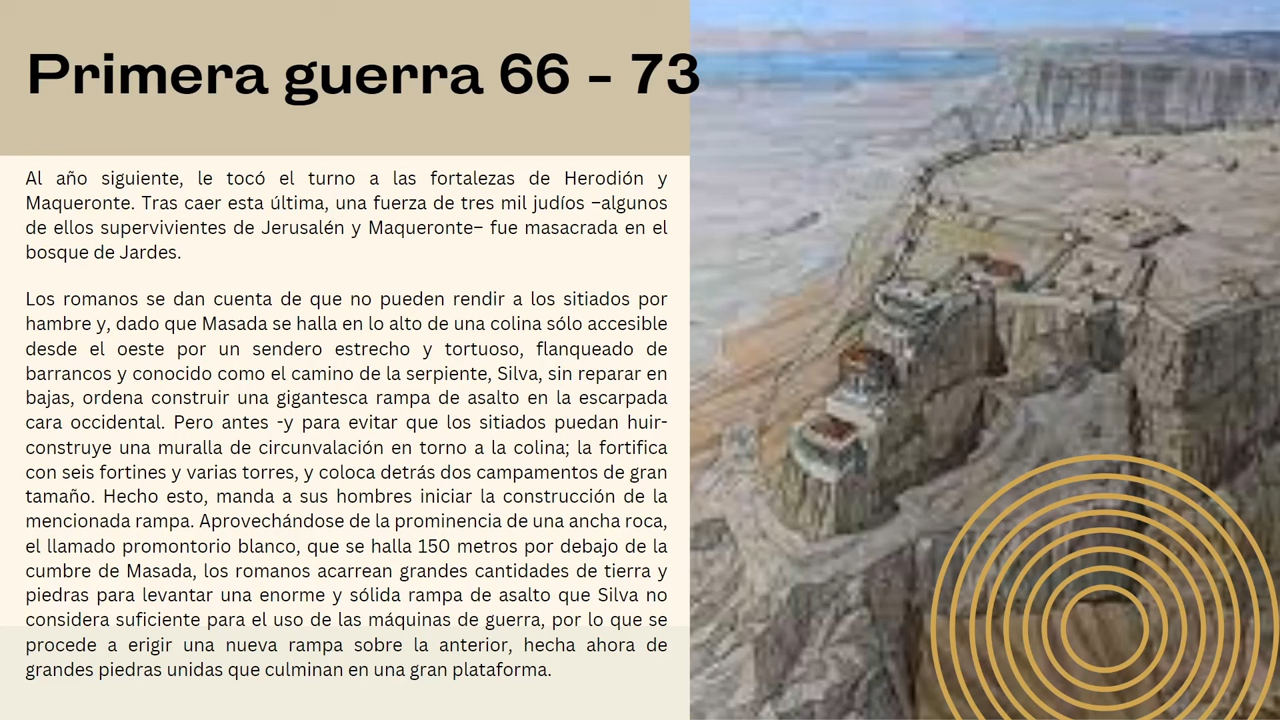 Primera guerra 66 – 73
Al año siguiente, le tocó el turno a las fortalezas de Herodión y
Maqueronte. Tras caer esta última, una fuerza de tres mil judíos –algunos
de ellos supervivientes de Jerusalén y Maqueronte– fue masacrada en el
bosque de Jardes.
Los romanos se dan cuenta de que no pueden rendir a los sitiados por
hambre y, dado que Masada se halla en lo alto de una colina sólo accesible
desde el oeste por un sendero estrecho y tortuoso, flanqueado de
barrancos y conocido como el camino de la serpiente, Silva, sin reparar en
bajas, ordena construir una gigantesca rampa de asalto en la escarpada
cara occidental. Pero antes -y para evitar que los sitiados puedan huir-
construye una muralla de circunvalación en torno a la colina; la fortifica
con seis fortines y varias torres, y coloca detrás dos campamentos de gran
tamaño. Hecho esto, manda a sus hombres iniciar la construcción de la
mencionada rampa. Aprovechándose de la prominencia de una ancha roca,
el llamado promontorio blanco, que se halla 150 metros por debajo de la
cumbre de Masada, los romanos acarrean grandes cantidades de tierra y
piedras para levantar una enorme y sólida rampa de asalto que Silva no
considera suficiente para el uso de las máquinas de guerra, por lo que se
procede a erigir una nueva rampa sobre la anterior, hecha ahora de
grandes piedras unidas que culminan en una gran plataforma.